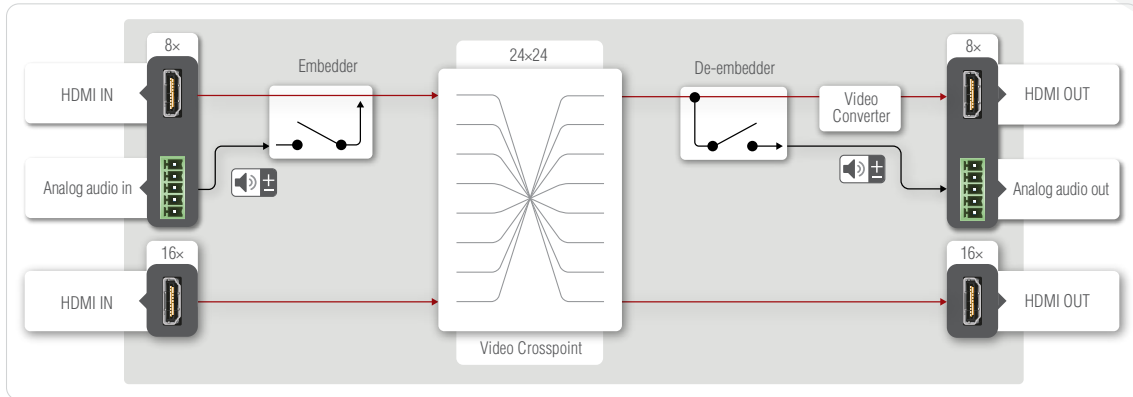 8×
24×24
8×
Embedder
De-embedder
HDMI IN
Video
Converter
HDMI OUT
Analog audio in
Analog audio out
16×
16×
HDMI IN
HDMI OUT
Video Crosspoint